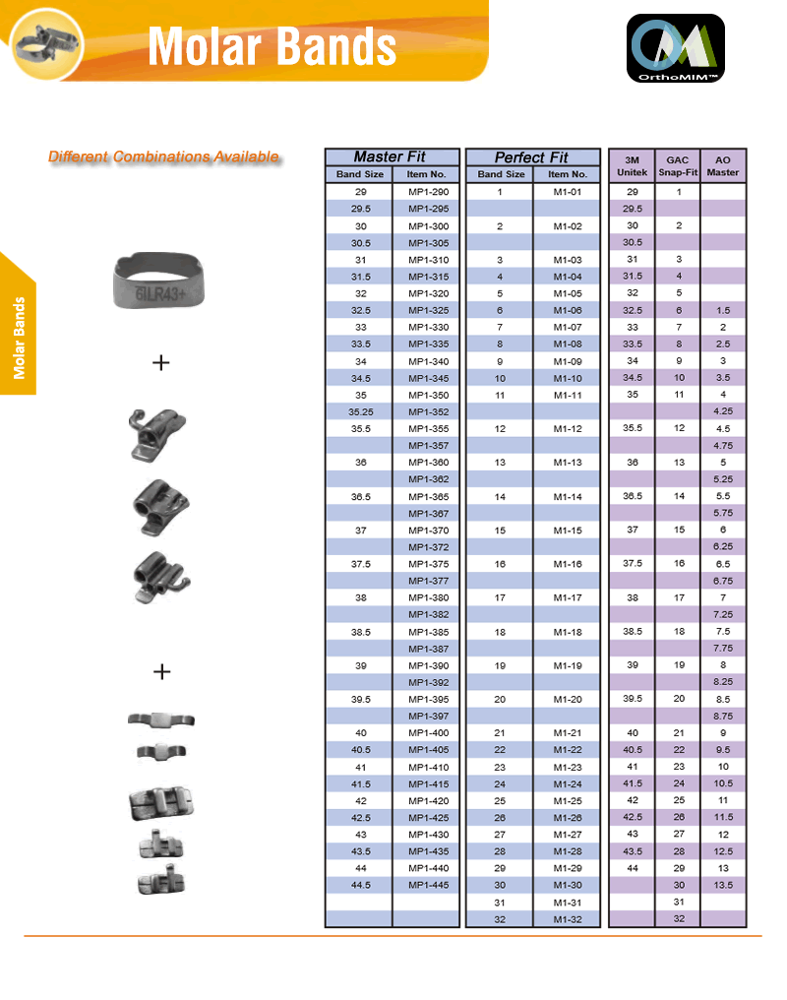 Molar Bands
OrthoMIM™
Different Combinations Available
Molar Bands
6ILR43+
+
+
Master Fit Perfect Fit 3M Unitek GAC Snap-Fit AO Master
Band Size Item No. Band Size Item No.
29 MP1-290 1 M1-01 29 1
29.5 MP1-295 29.5
30 MP1-300 2 M1-02 30 2
30.5 MP1-305 30.5
31 MP1-310 3 M1-03 31 3
31.5 MP1-315 4 M1-04 31.5 4
32 MP1-320 5 M1-05 32 5
32.5 MP1-325 6 M1-06 32.5 6 1.5
33 MP1-330 7 M1-07 33 7 2
33.5 MP1-335 8 M1-08 33.5 8 2.5
34 MP1-340 9 M1-09 34 9 3
34.5 MP1-345 10 M1-10 34.5 10 3.5
35 MP1-350 11 M1-11 35 11 4
35.25 MP1-352 4.25
35.5 MP1-355 12 M1-12 35.5 12 4.5
MP1-357 4.75
36 MP1-360 13 M1-13 36 13 5
MP1-362 5.25
36.5 MP1-365 14 M1-14 36.5 14 5.5
MP1-367 5.75
37 MP1-370 15 M1-15 37 15 6
MP1-372 6.25
37.5 MP1-375 16 M1-16 37.5 16 6.5
MP1-377 6.75
38 MP1-380 17 M1-17 38 17 7
MP1-382 7.25
38.5 MP1-385 18 M1-18 38.5 18 7.5
MP1-387 7.75
39 MP1-390 19 M1-19 39 19 8
MP1-392 8.25
39.5 MP1-395 20 M1-20 39.5 20 8.5
MP1-397 8.75
40 MP1-400 21 M1-21 40 21 9
40.5 MP1-405 22 M1-22 40.5 22 9.5
41 MP1-410 23 M1-23 41 23 10
41.5 MP1-415 24 M1-24 41.5 24 10.5
42 MP1-420 25 M1-25 42 25 11
42.5 MP1-425 26 M1-26 42.5 26 11.5
43 MP1-430 27 M1-27 43 27 12
43.5 MP1-435 28 M1-28 43.5 28 12.5
44 MP1-440 29 M1-29 44 29 13
44.5 MP1-445 30 M1-30 30 13.5
31 M1-31 31
32 M1-32 32